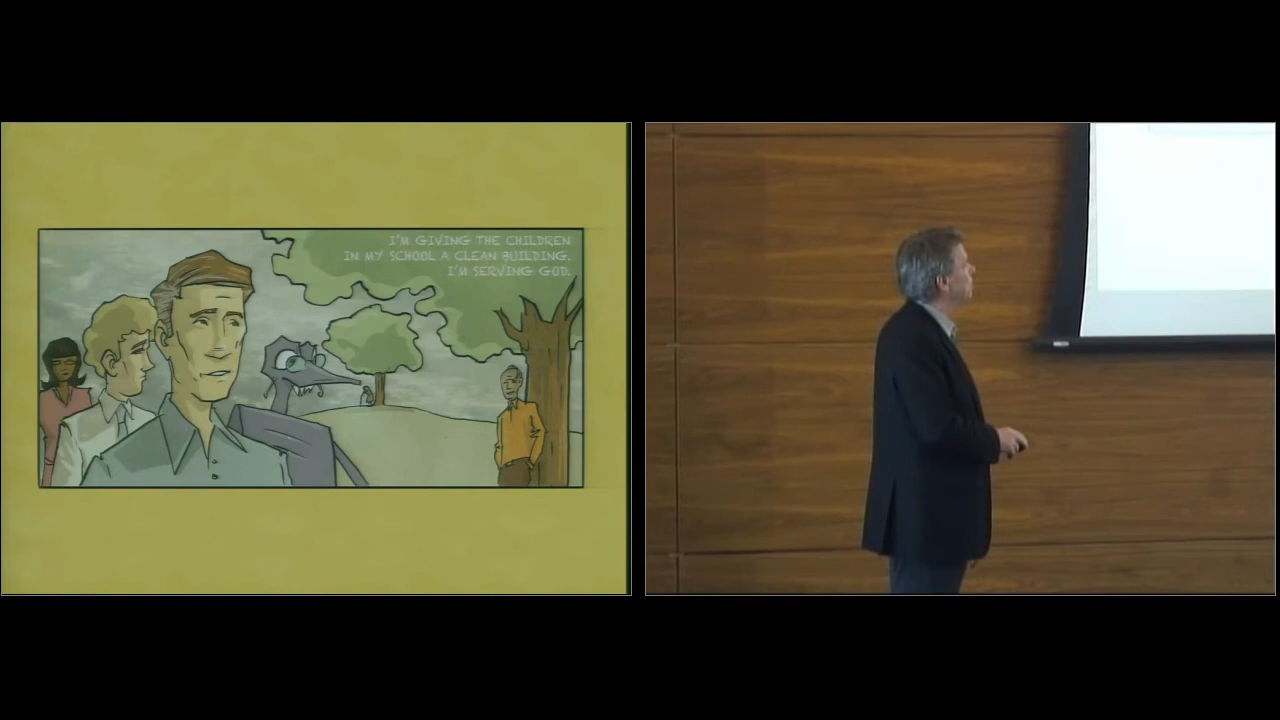 I'M GIVING THE CHILDREN
IN MY SCHOOL A CLEAN BUILDING.
I'M SERVING GOD.